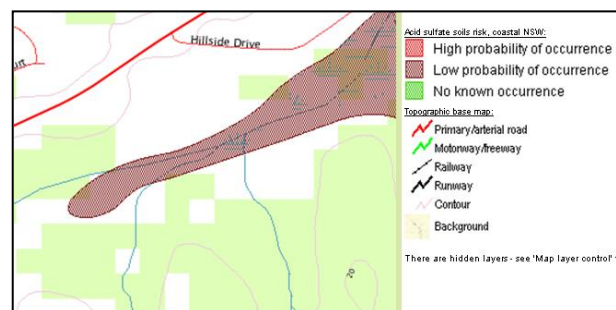 Hillside Drive
urt
20
Acid sulfate soils risk, coastal NSW:
High probability of occurrence
Low probability of occurrence
No known occurrence
Topographic base map:
Primary/arterial road
Motorway/freeway
Railway
Runway
Contour
Background
There are hidden layers - see 'Map layer control'